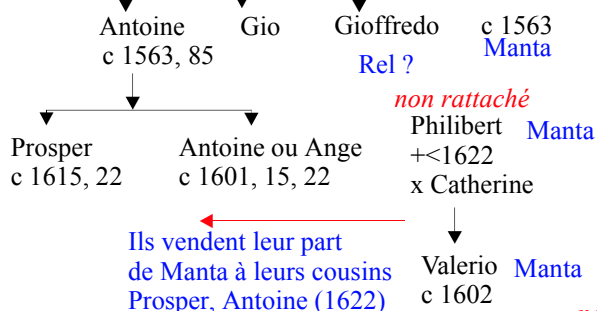 Antoine Gio Gioffredo c 1563
c 1563, 85 Manta
Rel ?
non rattaché
Philibert Manta
Prosper Antoine ou Ange +<1622
c 1615, 22 c 1601, 15, 22 x Catherine
Ils vendent leur part
de Manta à leurs cousins Valerio Manta
Prosper, Antoine (1622) c 1602